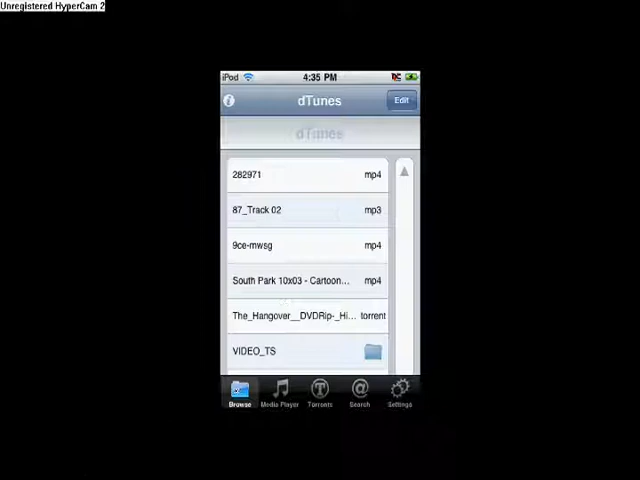 Unregistered HyperCam 2
iPod 4:35 PM
dTunes Edit
dTunes
282971 mp4
87_Track 02 mp3
9ce-mwsg mp4
South Park 10x03 - Cartoon... mp4
The_Hangover__DVDRip-_Hi... torrent
VIDEO_TS
Browse Media Player Torrents Search Settings